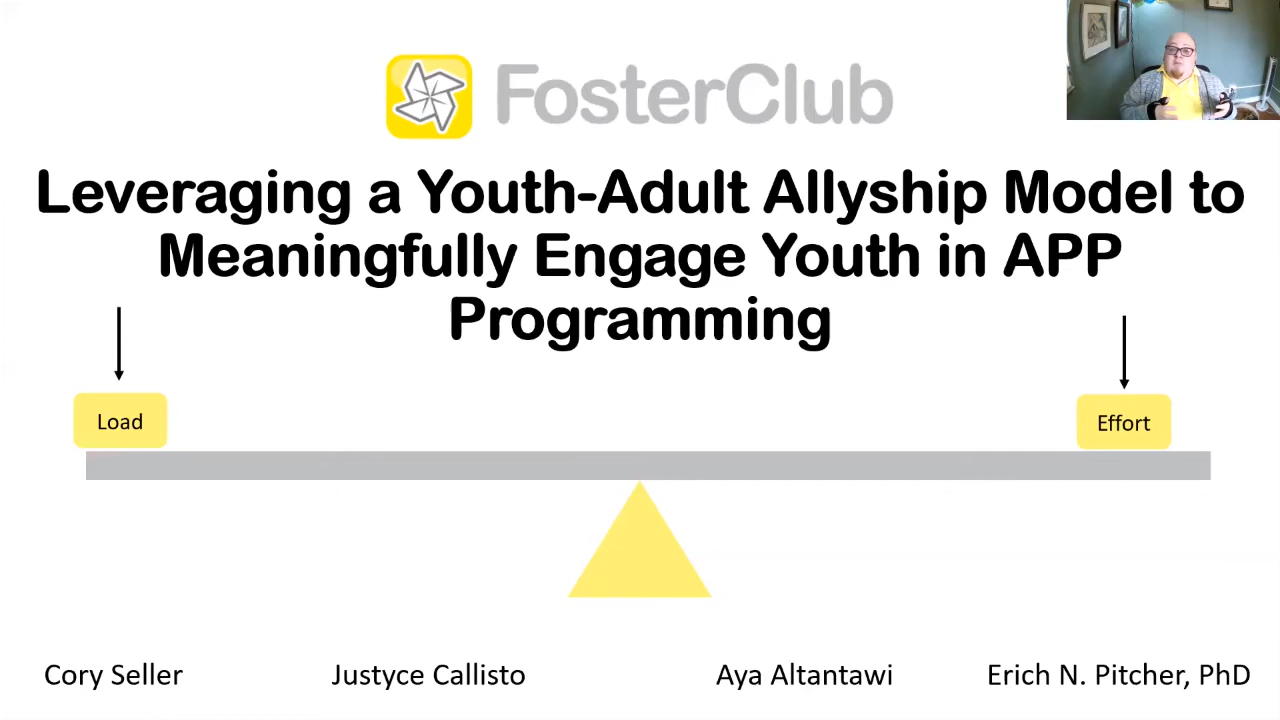 FosterClub
Leveraging a Youth-Adult Allyship Model to
Meaningfully Engage Youth in APP
Programming
Load
Effort
Cory Seller
Justyce Callisto
Aya Altantawi
Erich N. Pitcher, PhD